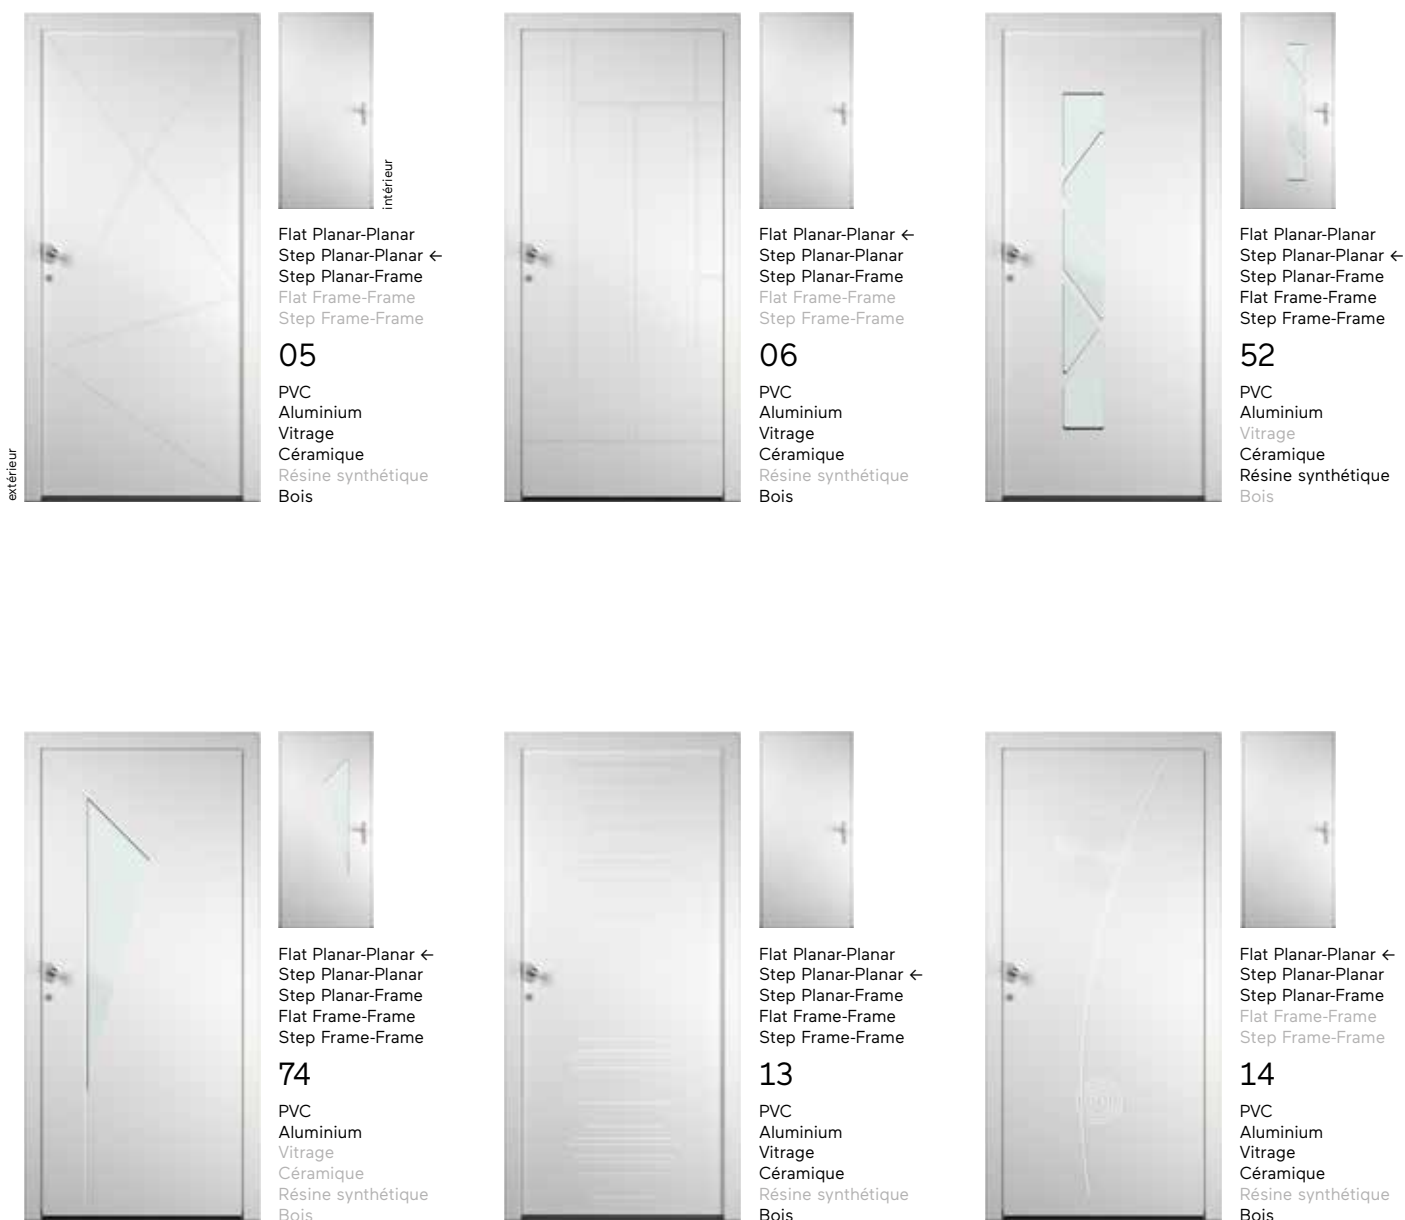 extérieur
intérieur
Flat Planar-Planar
Step Planar-Planar ←
Step Planar-Frame
Flat Frame-Frame
Step Frame-Frame
05
PVC
Aluminium
Vitrage
Céramique
Résine synthétique
Bois
Flat Planar-Planar ←
Step Planar-Planar
Step Planar-Frame
Flat Frame-Frame
Step Frame-Frame
06
PVC
Aluminium
Vitrage
Céramique
Résine synthétique
Bois
Flat Planar-Planar
Step Planar-Planar ←
Step Planar-Frame
Flat Frame-Frame
Step Frame-Frame
52
PVC
Aluminium
Vitrage
Céramique
Résine synthétique
Bois
Flat Planar-Planar ←
Step Planar-Planar
Step Planar-Frame
Flat Frame-Frame
Step Frame-Frame
74
PVC
Aluminium
Vitrage
Céramique
Résine synthétique
Bois
Flat Planar-Planar
Step Planar-Planar ←
Step Planar-Frame
Flat Frame-Frame
Step Frame-Frame
13
PVC
Aluminium
Vitrage
Céramique
Résine synthétique
Bois
Flat Planar-Planar ←
Step Planar-Planar
Step Planar-Frame
Flat Frame-Frame
Step Frame-Frame
14
PVC
Aluminium
Vitrage
Céramique
Résine synthétique
Bois